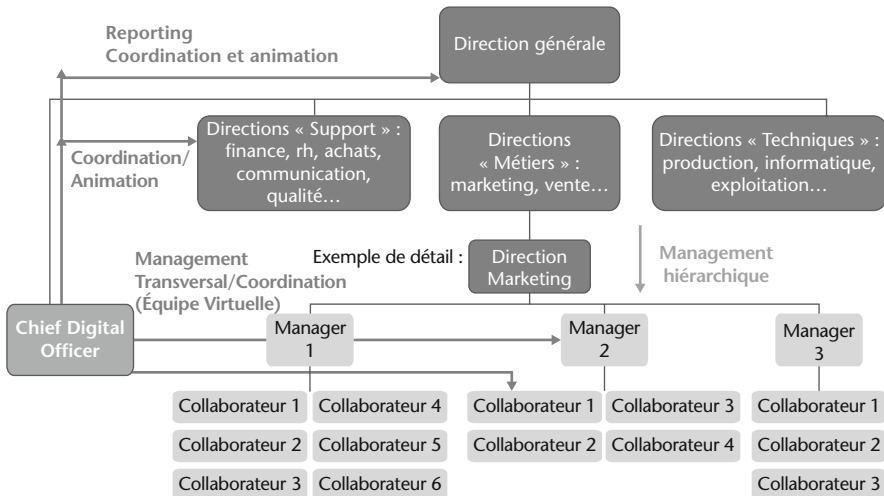 Reporting
Coordination et animation
Direction générale
Directions « Support » :
finance, rh, achats,
communication,
qualité…
Directions
« Métiers » :
marketing, vente…
Directions « Techniques » :
production, informatique,
exploitation…
Coordination/
Animation
Management
Transversal/Coordination
(Équipe Virtuelle)
Exemple de détail :
Direction
Marketing
Management
hiérarchique
Chief Digital
Officer
Manager
1
Manager
2
Manager
3
Collaborateur 1
Collaborateur 4
Collaborateur 1
Collaborateur 3
Collaborateur 1
Collaborateur 2
Collaborateur 5
Collaborateur 2
Collaborateur 4
Collaborateur 2
Collaborateur 3
Collaborateur 6
Collaborateur 3